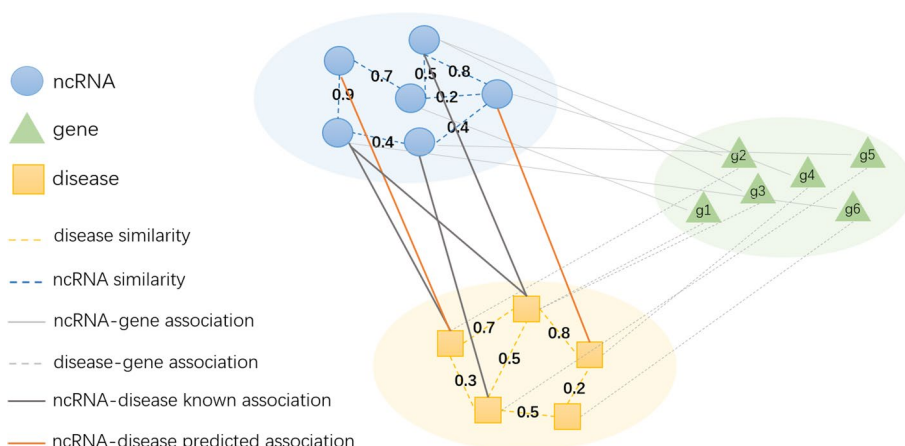 ncRNA
gene
disease
disease similarity
ncRNA similarity
ncRNA-gene association
disease-gene association
ncRNA-disease known association
ncRNA-disease predicted association
0.7
0.5
0.8
0.9
0.2
0.4
0.4
g2
g5
g4
g3
g1
g6
0.7
0.8
0.5
0.3
0.2
0.5